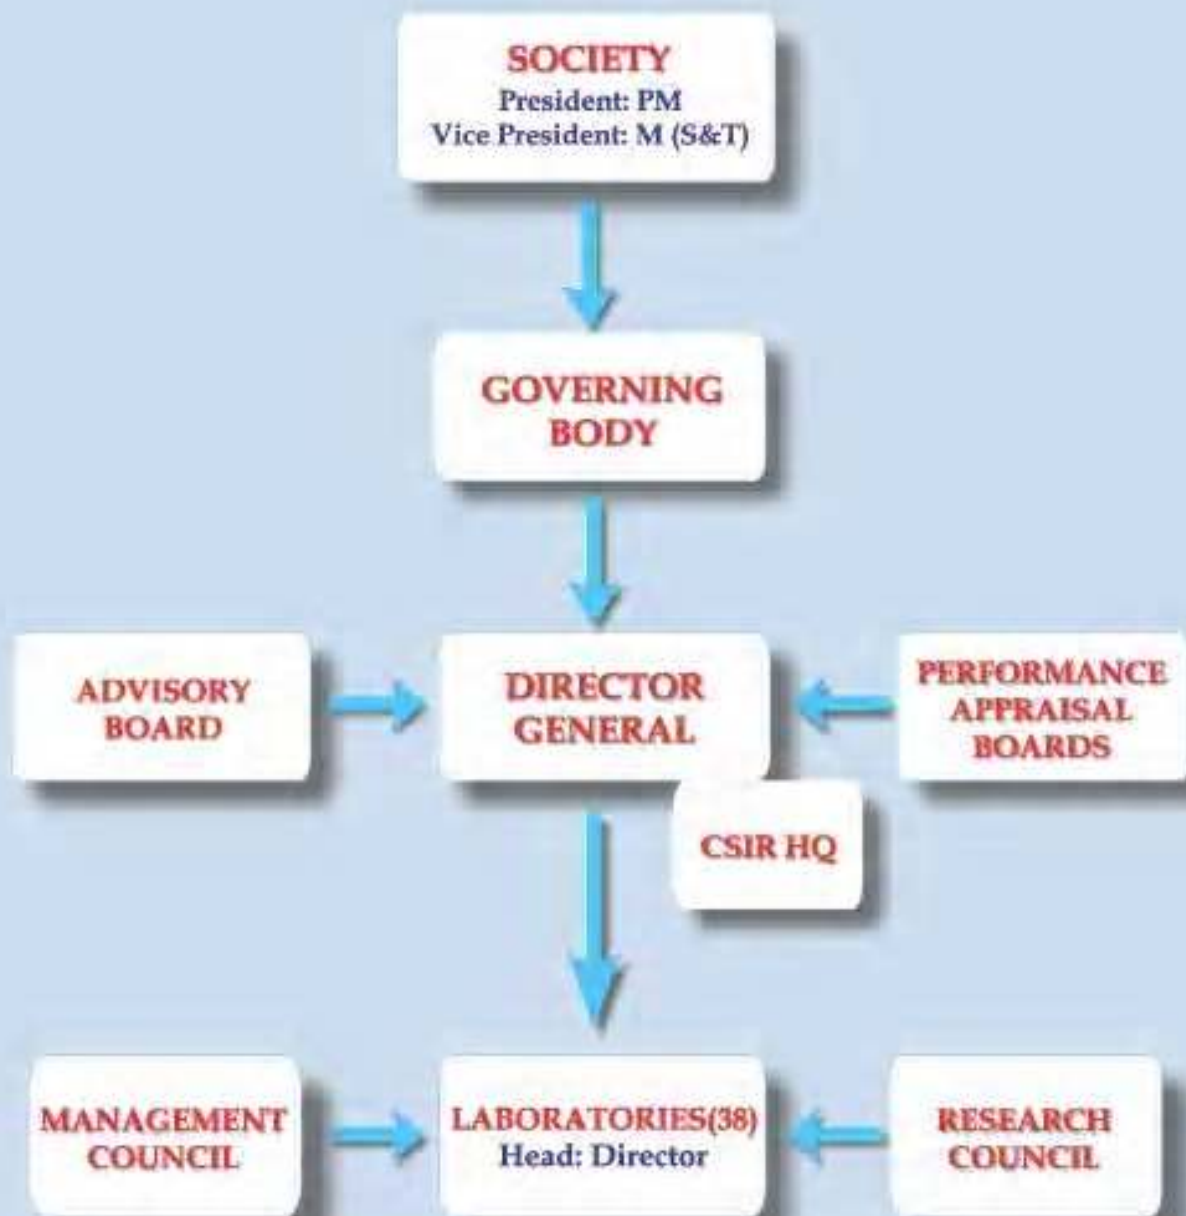 SOCIETY
President: PM
Vice President: M (S&T)
GOVERNING
BODY
ADVISORY
BOARD
DIRECTOR
GENERAL
PERFORMANCE
APPRAISAL
BOARDS
CSIR HQ
MANAGEMENT
COUNCIL
LABORATORIES(38)
Head: Director
RESEARCH
COUNCIL